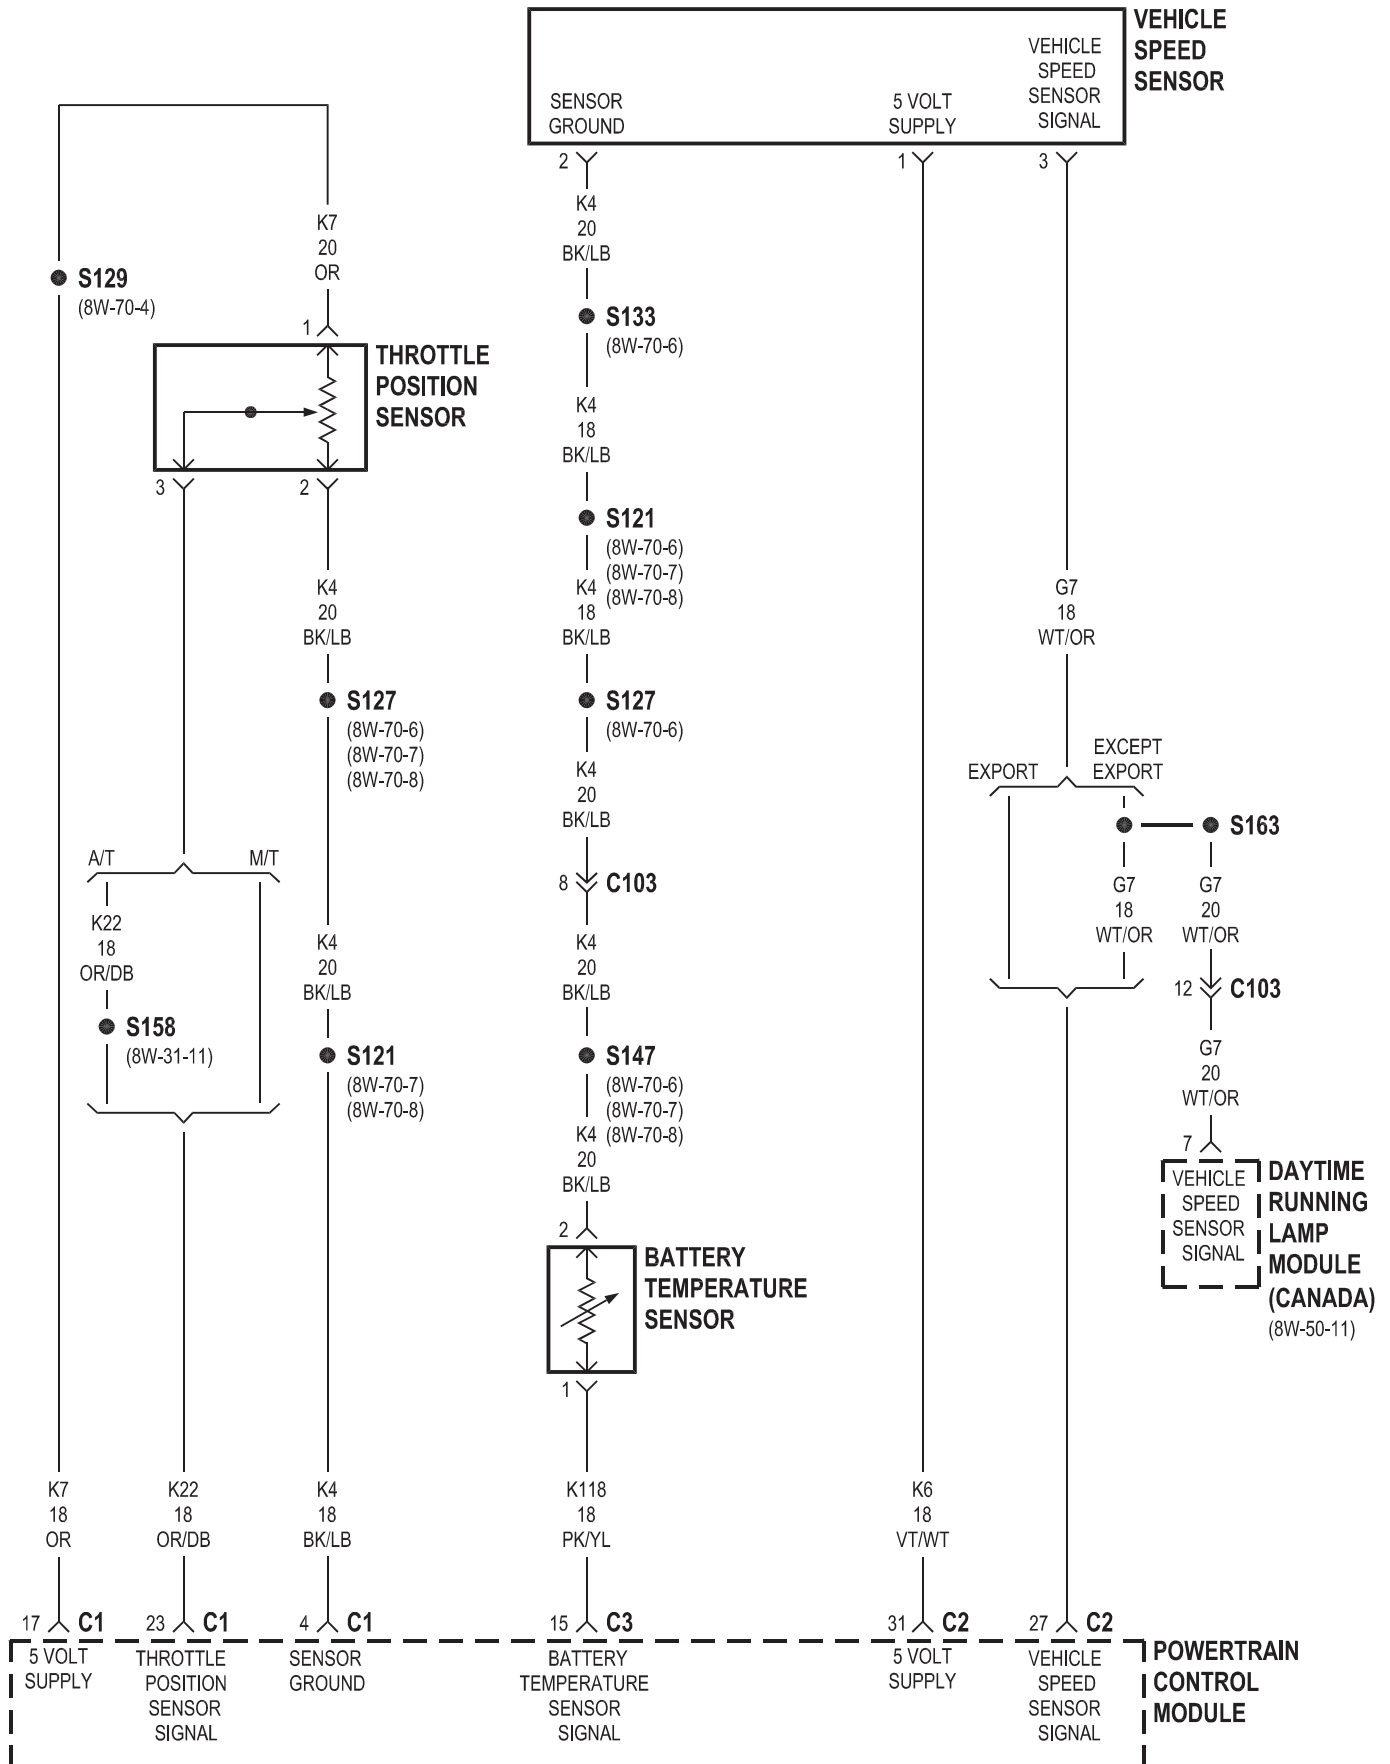 VEHICLE
SPEED
SENSOR
SENSOR
GROUND
5 VOLT
SUPPLY
VEHICLE
SPEED
SENSOR
SIGNAL
2
1
3
K4
20
BK/LB
K7
20
OR
S129
(8W-70-4)
1
S133
(8W-70-6)
THROTTLE
POSITION
SENSOR
3
2
K4
18
BK/LB
S121
(8W-70-6)
(8W-70-7)
(8W-70-8)
K4
20
BK/LB
K4
18
BK/LB
G7
18
WT/OR
S127
(8W-70-6)
(8W-70-7)
(8W-70-8)
S127
(8W-70-6)
K4
20
BK/LB
EXPORT
EXCEPT
EXPORT
S163
A/T
M/T
8
C103
K22
18
OR/DB
K4
20
BK/LB
K4
20
BK/LB
G7
18
WT/OR
G7
20
WT/OR
12
C103
S158
(8W-31-11)
S121
(8W-70-7)
(8W-70-8)
S147
(8W-70-6)
(8W-70-7)
(8W-70-8)
K4
20
BK/LB
G7
20
WT/OR
7
VEHICLE
SPEED
SENSOR
SIGNAL
DAYTIME
RUNNING
LAMP
MODULE
(CANADA)
(8W-50-11)
2
BATTERY
TEMPERATURE
SENSOR
1
K7
18
OR
K22
18
OR/DB
K4
18
BK/LB
K118
18
PK/YL
K6
18
VT/WT
17
C1
23
C1
4
C1
15
C3
31
C2
27
C2
5 VOLT
SUPPLY
THROTTLE
POSITION
SENSOR
SIGNAL
SENSOR
GROUND
BATTERY
TEMPERATURE
SENSOR
SIGNAL
5 VOLT
SUPPLY
VEHICLE
SPEED
SENSOR
SIGNAL
POWERTRAIN
CONTROL
MODULE